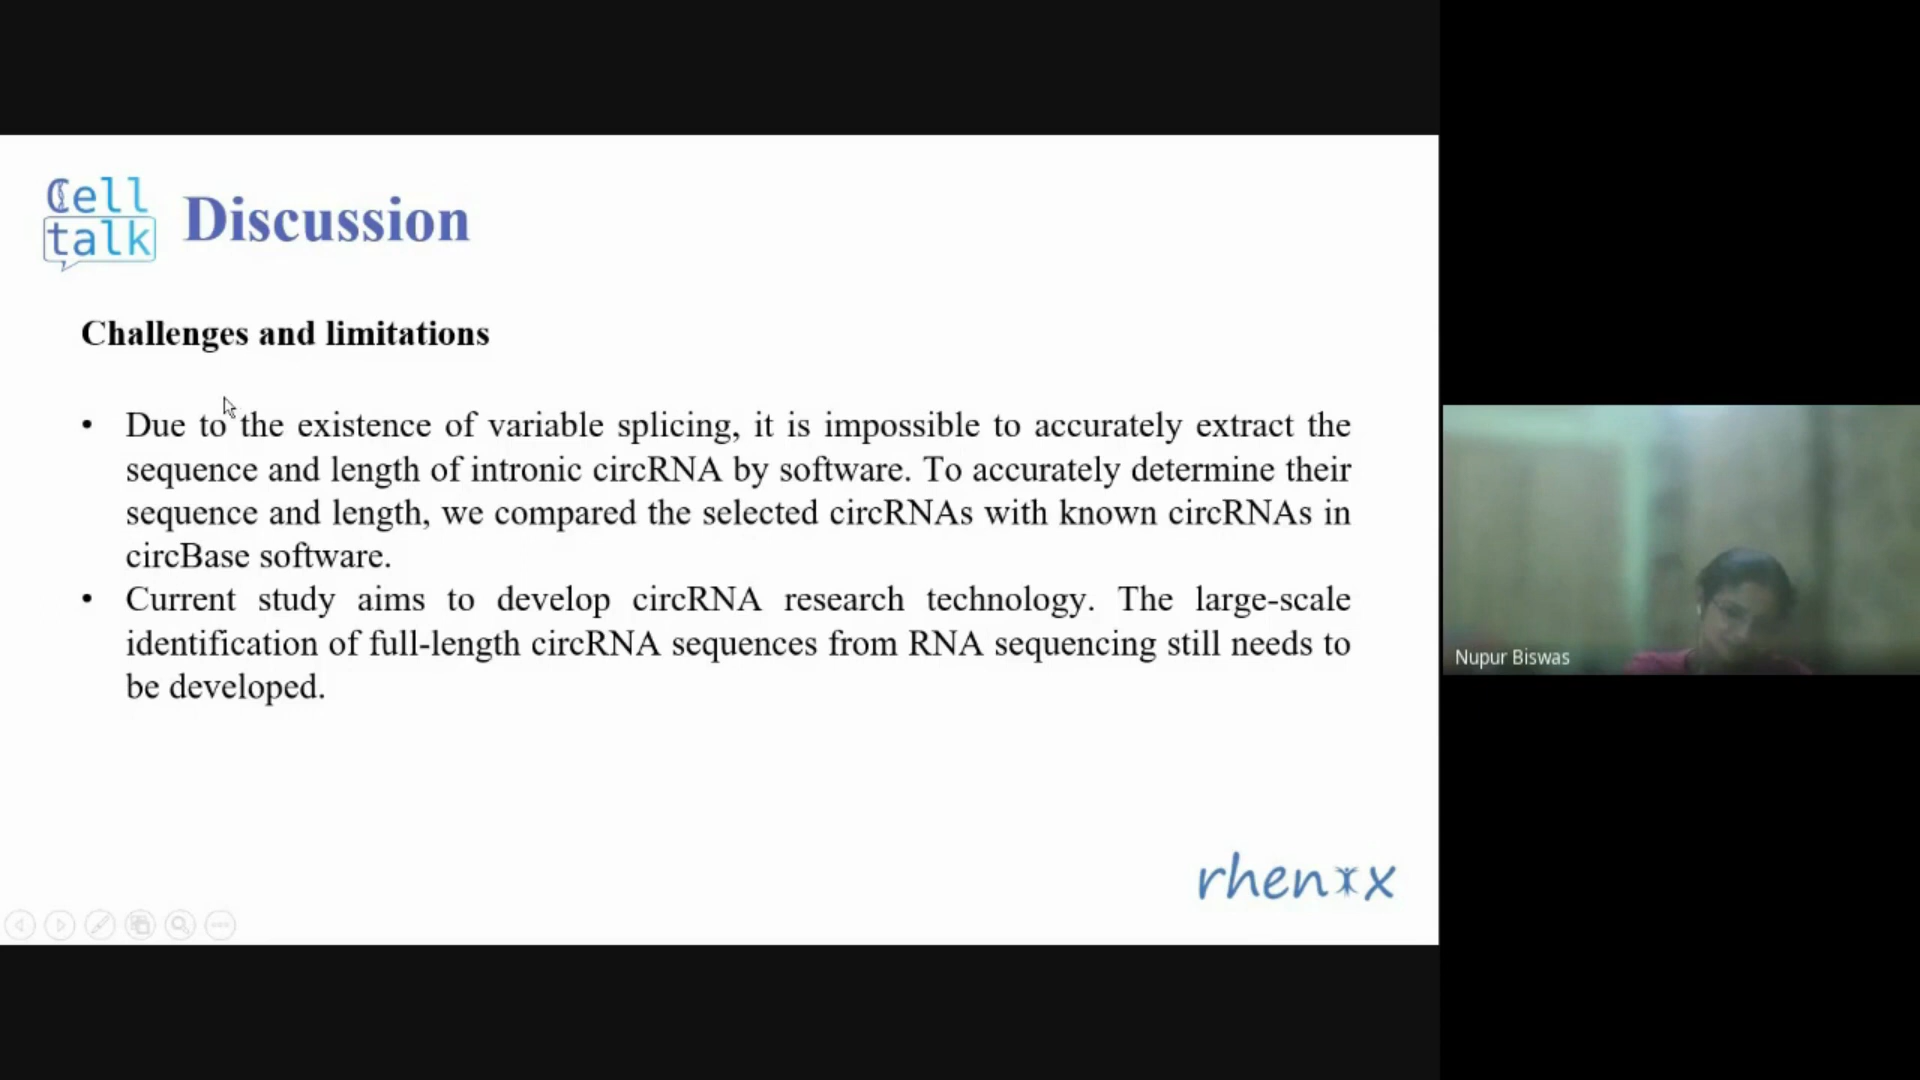 Cell
talk
Discussion
Challenges and limitations
• Due to the existence of variable splicing, it is impossible to accurately extract the
sequence and length of intronic circRNA by software. To accurately determine their
sequence and length, we compared the selected circRNAs with known circRNAs in
circBase software.
• Current study aims to develop circRNA research technology. The large-scale
identification of full-length circRNA sequences from RNA sequencing still needs to
be developed.
rhenix
Nupur Biswas